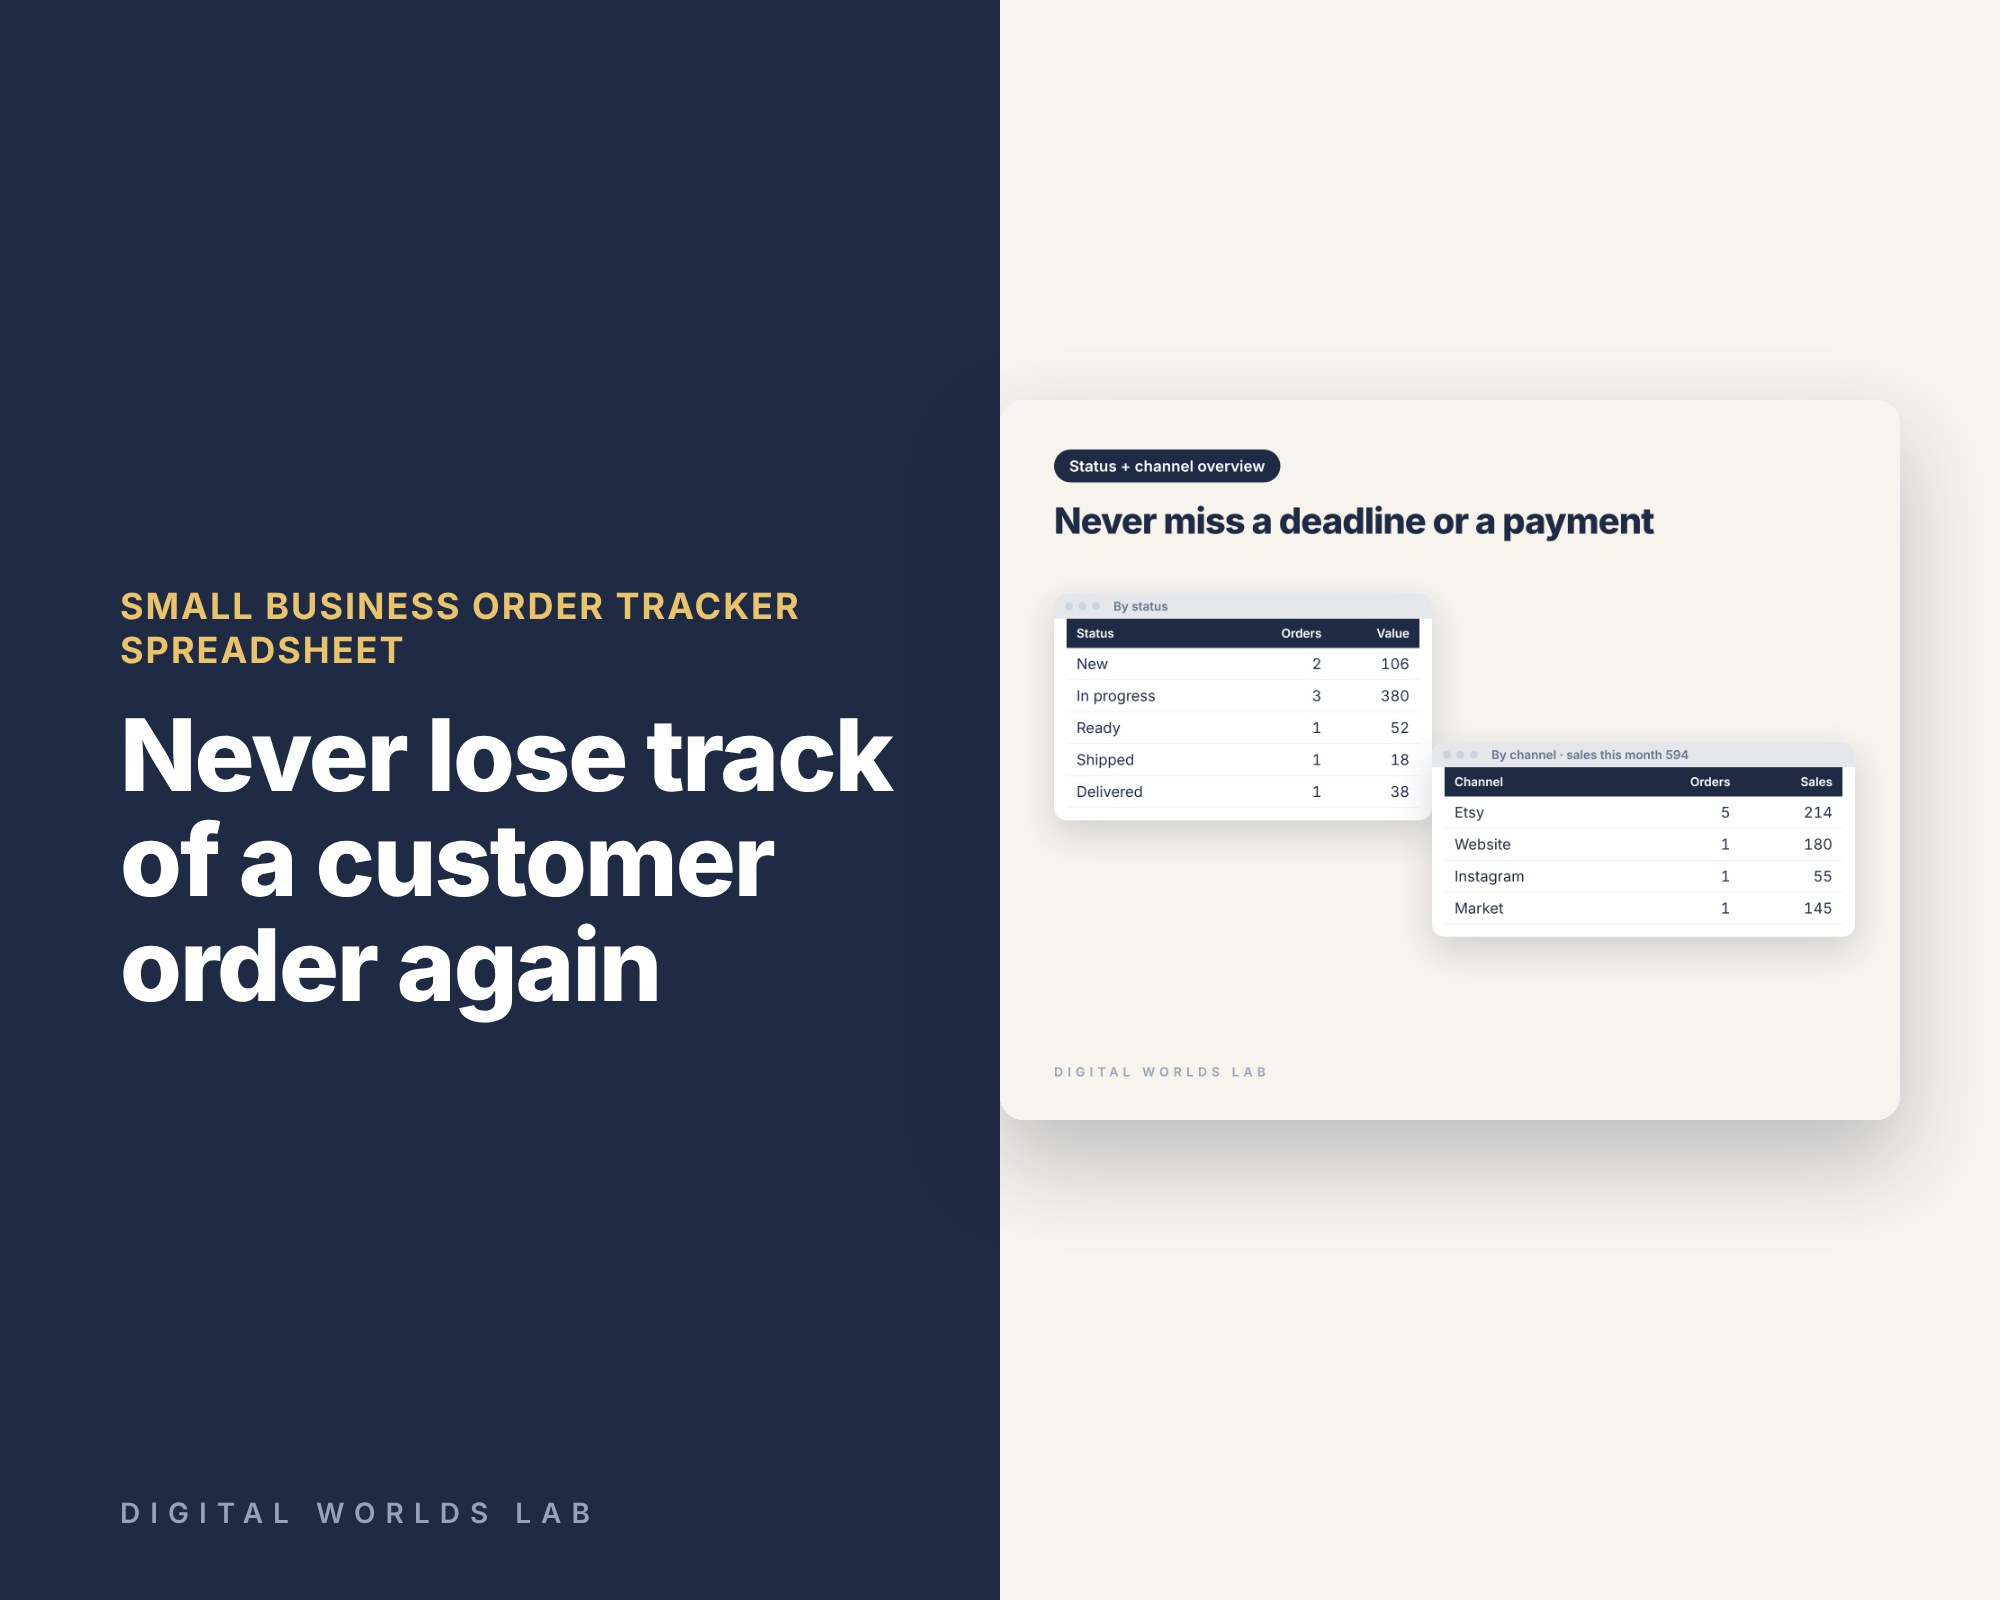 SMALL BUSINESS ORDER TRACKER
SPREADSHEET
Never lose track
of a customer
order again
DIGITAL WORLDS LAB
Status + channel overview
Never miss a deadline or a payment
By status
Status Orders Value
New 2 106
In progress 3 380
Ready 1 52
Shipped 1 18
Delivered 1 38
By channel · sales this month 594
Channel Orders Sales
Etsy 5 214
Website 1 180
Instagram 1 55
Market 1 145
DIGITAL WORLDS LAB